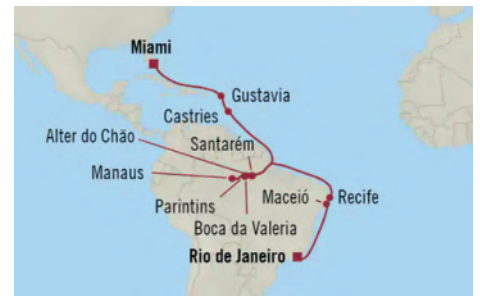 Miami
Gustavia
Castries
Alter do Chão
Santarém
Manaus
Maceió
Recife
Parintins
Boca da Valeria
Rio de Janeiro